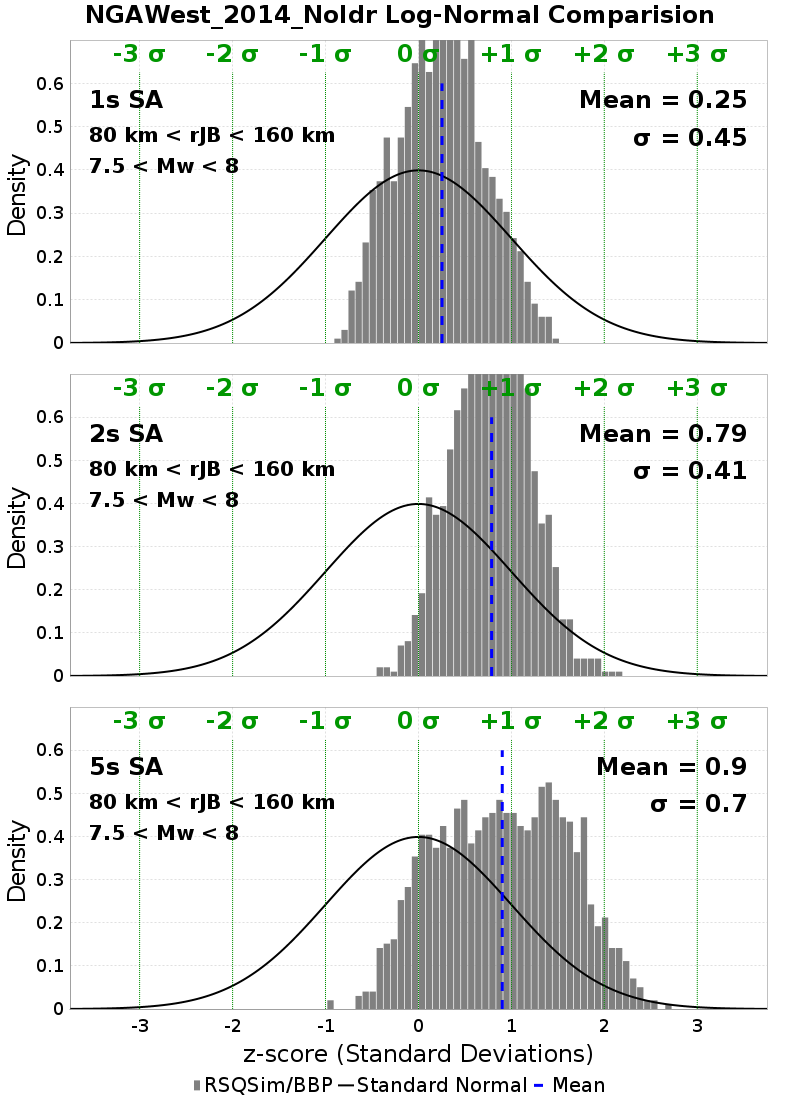 NGAWest_2014_NoIdr Log-Normal Comparision
-3 σ -2 σ -1 σ 0 σ +1 σ +2 σ +3 σ
0.6
0.5
0.4
0.3
0.2
0.1
0
Density
1s SA
80 km < rJB < 160 km
7.5 < Mw < 8
Mean = 0.25
σ = 0.45
-3 σ -2 σ -1 σ 0 σ +1 σ +2 σ +3 σ
0.6
0.5
0.4
0.3
0.2
0.1
0
Density
2s SA
80 km < rJB < 160 km
7.5 < Mw < 8
Mean = 0.79
σ = 0.41
-3 σ -2 σ -1 σ 0 σ +1 σ +2 σ +3 σ
0.6
0.5
0.4
0.3
0.2
0.1
0
Density
5s SA
80 km < rJB < 160 km
7.5 < Mw < 8
Mean = 0.9
σ = 0.7
-3 -2 -1 0 1 2 3
z-score (Standard Deviations)
RSQSim/BBP Standard Normal Mean